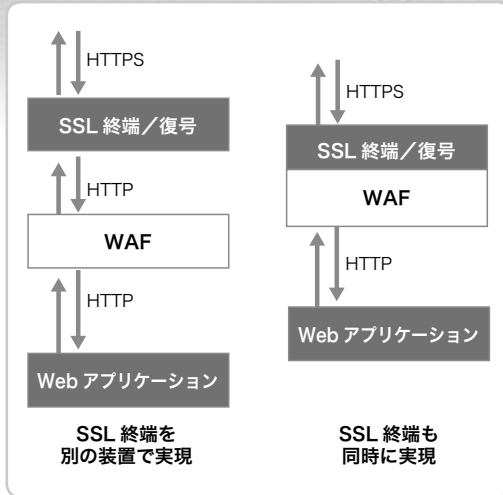 HTTPS
SSL 終端／復号
HTTP
WAF
HTTP
Web アプリケーション
SSL 終端を
別の装置で実現
HTTPS
SSL 終端／復号
WAF
HTTP
Web アプリケーション
SSL 終端も
同時に実現